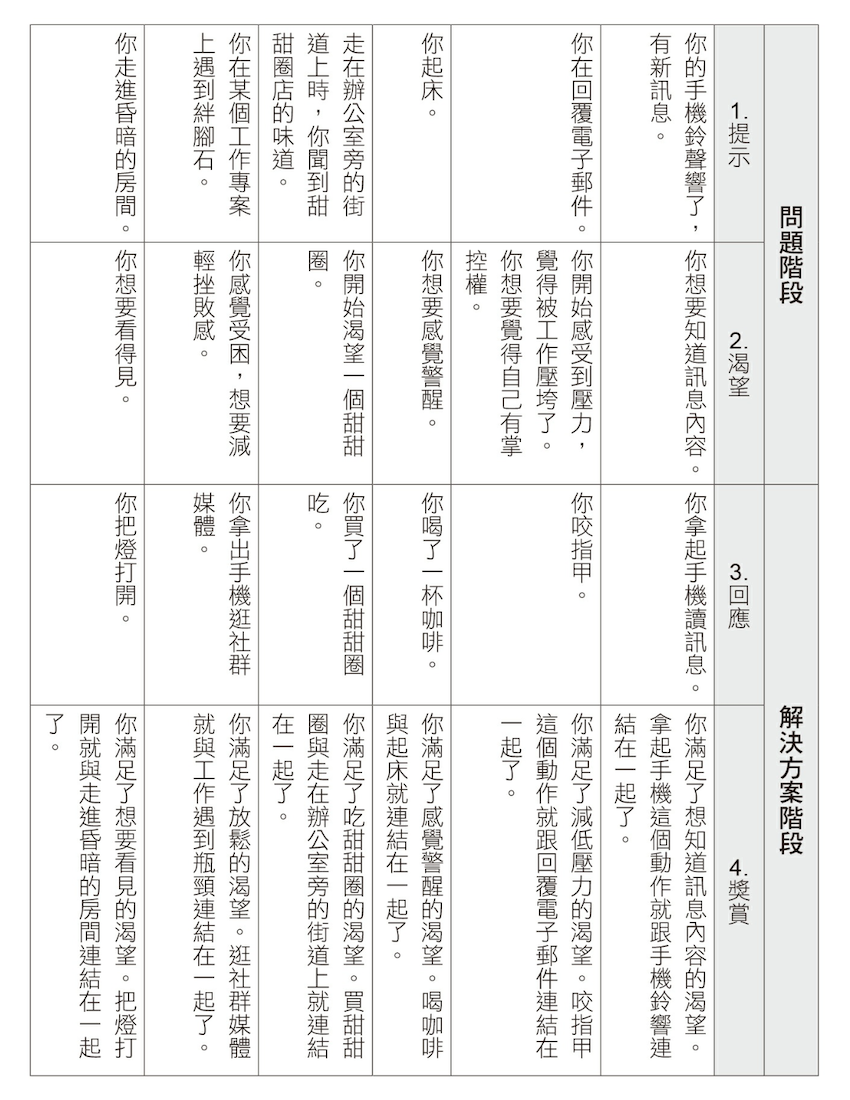 問題階段
解決方案階段
1.提示
2.渴望
3.回應
4.獎賞
你的手機鈴聲響了，
有新訊息。
你想要知道訊息內容。
你拿起手機讀訊息。
你滿足了想知道訊息內容的渴望。
拿起手機這個動作就跟手機鈴響連
結在一起了。
你在回覆電子郵件。
你開始感受到壓力，
覺得被工作壓垮了。
你想要覺得自己有掌
控權。
你咬指甲。
你滿足了減低壓力的渴望。咬指甲
這個動作就跟回覆電子郵件連結在
一起了。
你起床。
你想要感覺警醒。
你喝了一杯咖啡。
你滿足了感覺警醒的渴望。喝咖啡
與起床就連結在一起了。
走在辦公室旁的街
道上時，你聞到甜
甜圈店的味道。
你開始渴望一個甜甜
圈。
你買了一個甜甜圈
吃。
你滿足了吃甜甜圈的渴望。買甜甜
圈與走在辦公室旁的街道上就連結
在一起了。
你在某個工作專案
上遇到絆腳石。
你感覺受困，想要減
輕挫敗感。
你拿出手機逛社群
媒體。
你滿足了放鬆的渴望。逛社群媒體
就與工作遇到瓶頸連結在一起了。
你走進昏暗的房間。
你想要看得見。
你把燈打開。
你滿足了想要看見的渴望。把燈打
開就與走進昏暗的房間連結在一起
了。